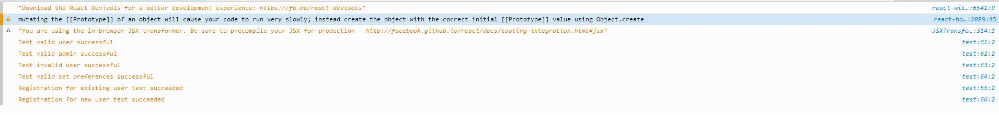 "Download the React DevTools for a better development experience: https://fb.me/react-devtools" react-wit…:6541:9
mutating the [[Prototype]] of an object will cause your code to run very slowly; instead create the object with the correct initial [[Prototype]] value using Object.create react-bo…:2089:45
"You are using the in-browser JSX transformer. Be sure to precompile your JSX for production - http://facebook.github.io/react/docs/tooling-integration.html#jsx" JSXTransfo…:314:1
Test valid user successful test:61:2
Test valid admin successful test:62:2
Test invalid user successful test:63:2
Test valid set preferences successful test:64:2
Registration for existing user test succeeded test:65:2
Registration for new user test succeeded test:66:2